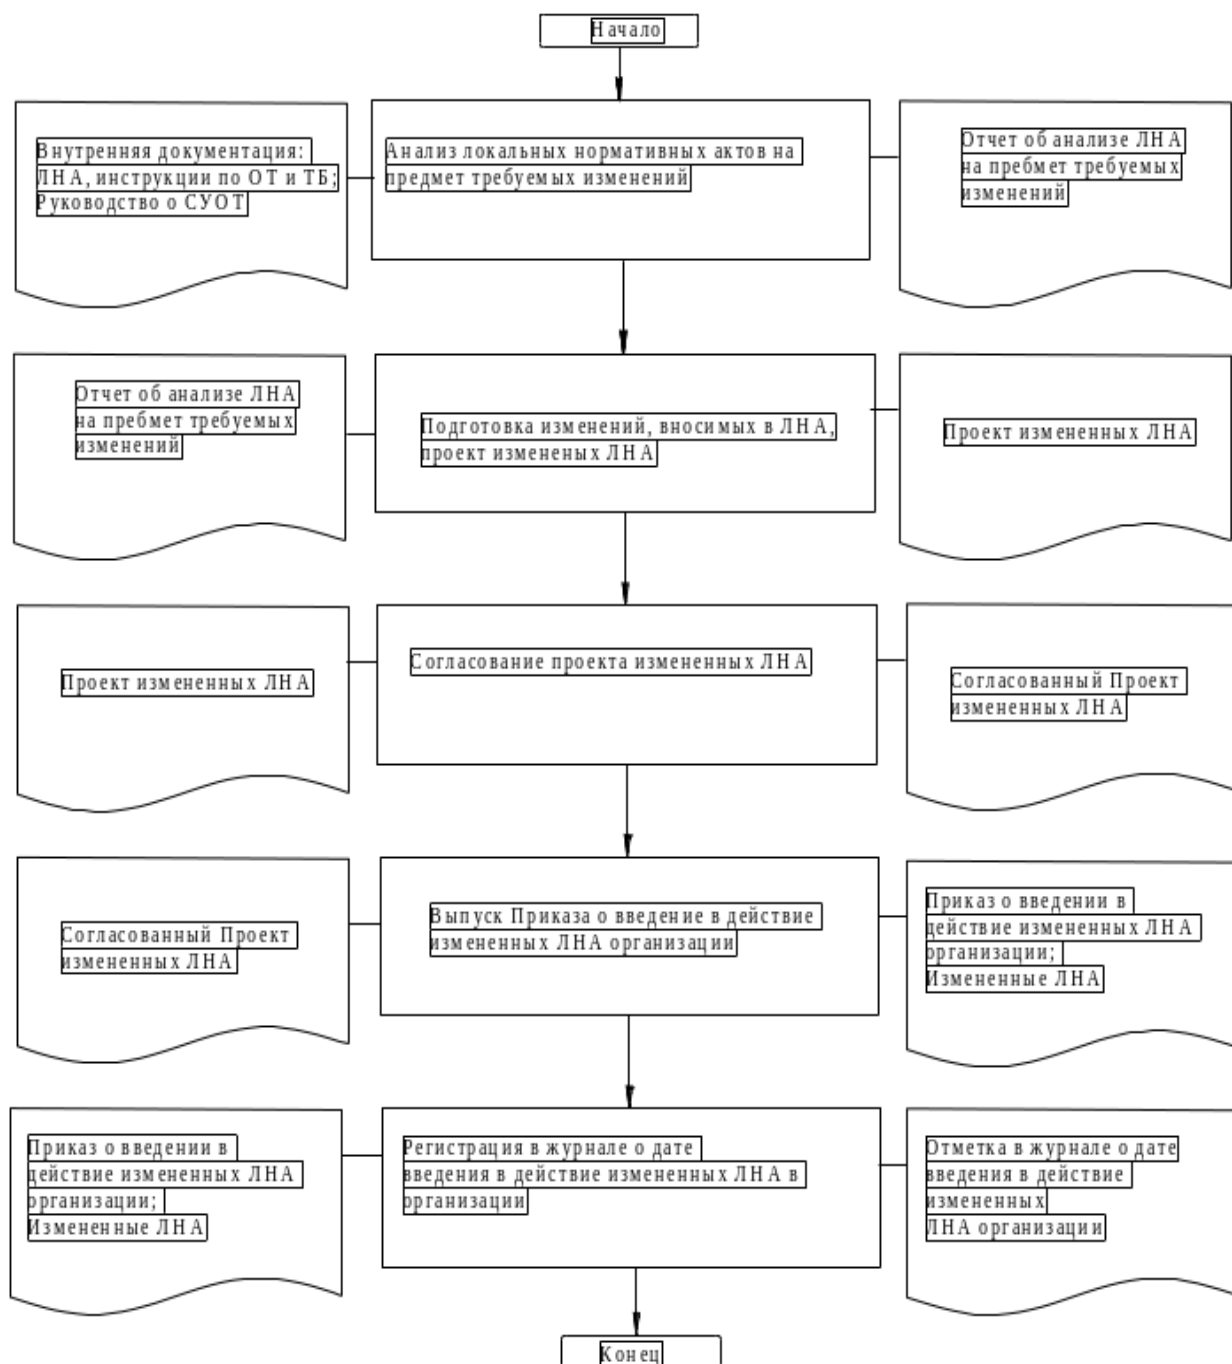 Начало
Внутренняя документация:
ЛНА, инструкции по ОТ и ТБ;
Руководство о СУОТ
Анализ локальных нормативных актов на
предмет требуемых изменений
Отчет об анализе ЛНА
на пребмет требуемых
изменений
Отчет об анализе ЛНА
на пребмет требуемых
изменений
Подготовка изменений, вносимых в ЛНА,
проект измененых ЛНА
Проект измененных ЛНА
Проект измененных ЛНА
Согласование проекта измененных ЛНА
Согласованный Проект
измененных ЛНА
Согласованный Проект
измененных ЛНА
Выпуск Приказа о введение в действие
измененных ЛНА организации
Приказ о введении в
действие измененных ЛНА
организации;
Измененные ЛНА
Приказ о введении в
действие измененных ЛНА
организации;
Измененные ЛНА
Регистрация в журнале о дате
введения в действие измененных ЛНА в
организации
Отметка в журнале о дате
введения в действие
измененных
ЛНА организации
Конец